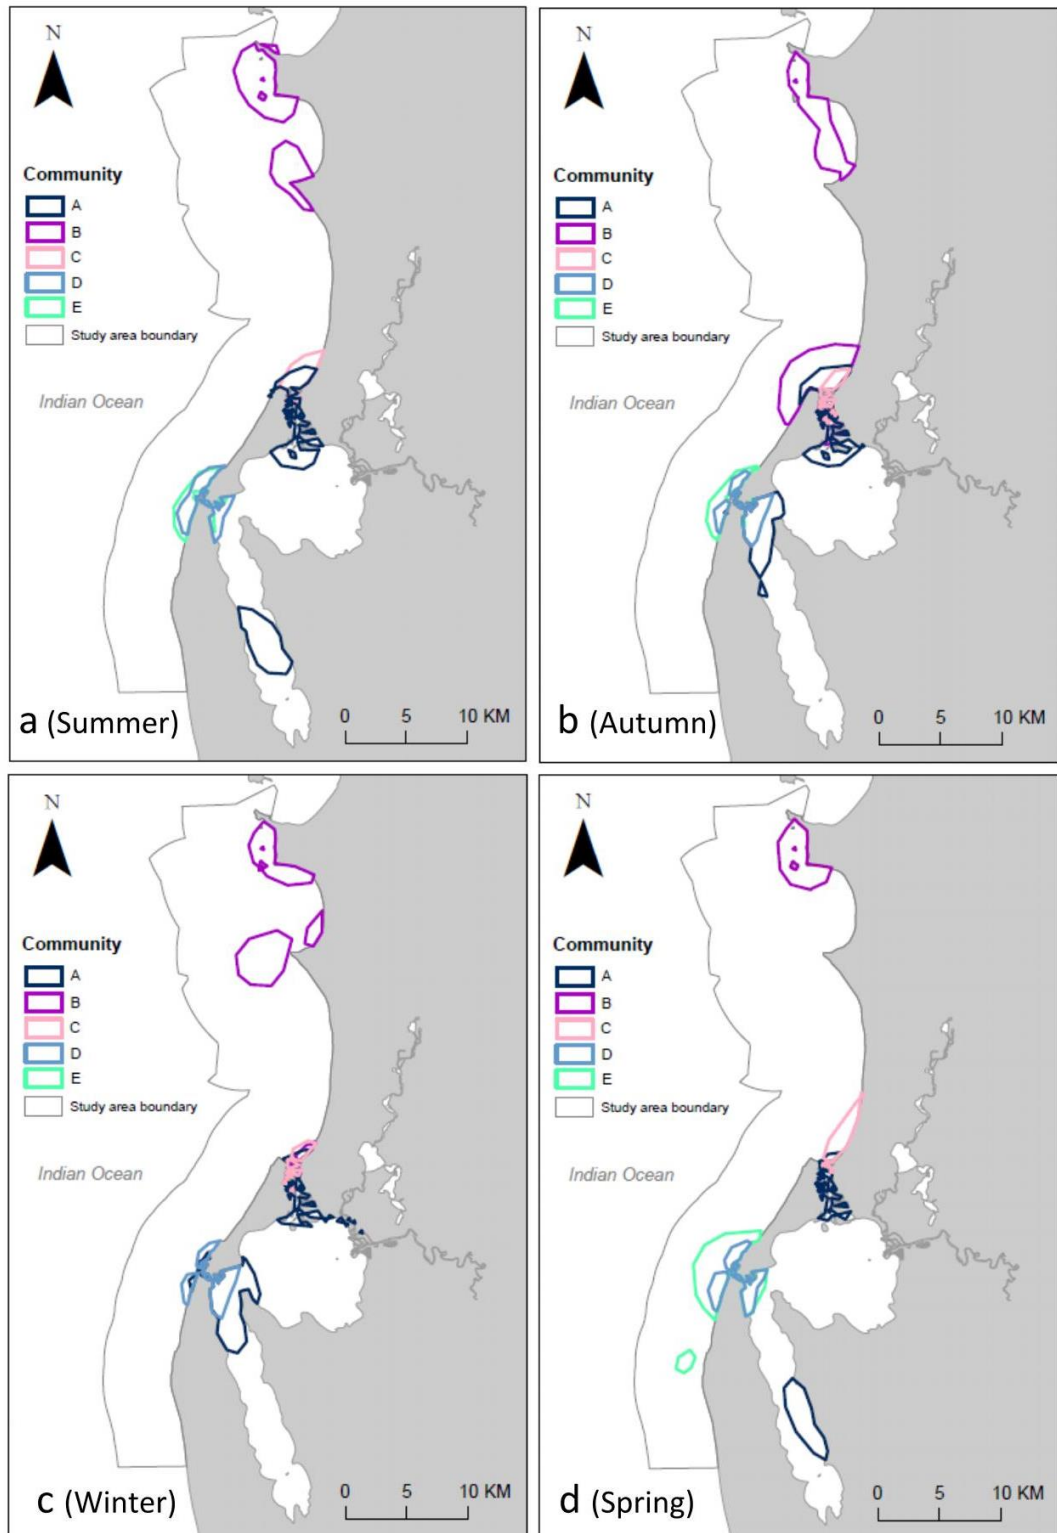 N
Community
A
B
C
D
E
Study area boundary
Indian Ocean
0 5 10 KM
a (Summer)
N
Community
A
B
C
D
E
Study area boundary
Indian Ocean
0 5 10 KM
b (Autumn)
N
Community
A
B
C
D
E
Study area boundary
Indian Ocean
0 5 10 KM
c (Winter)
N
Community
A
B
C
D
E
Study area boundary
Indian Ocean
0 5 10 KM
d (Spring)